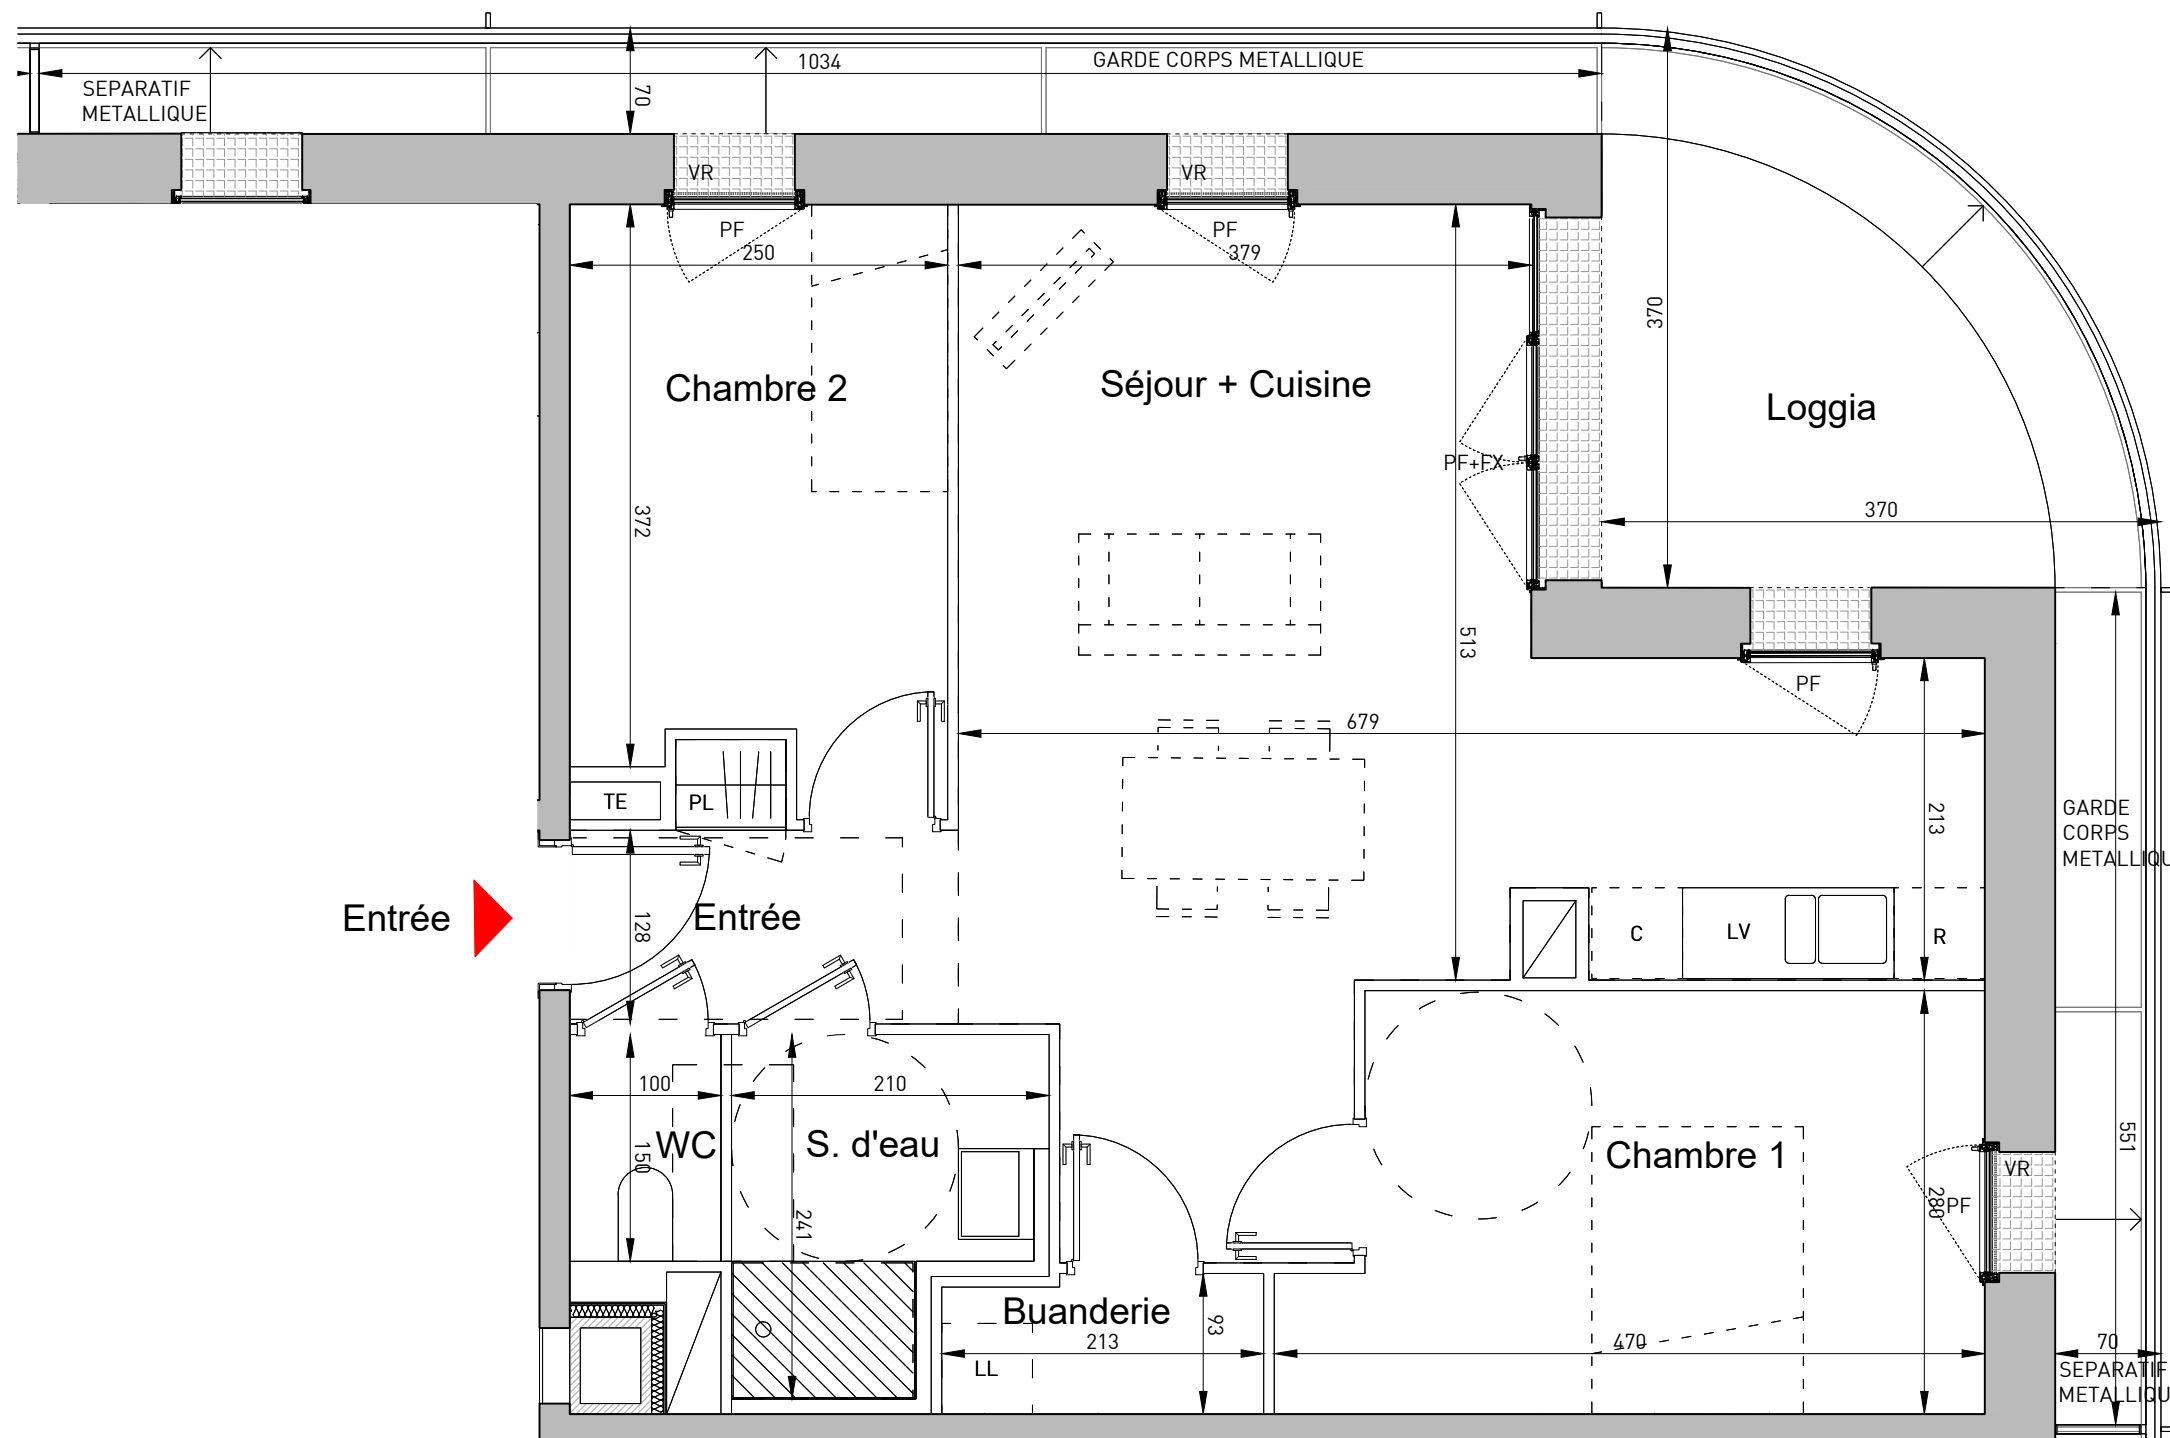 1034
GARDE CORPS METALLIQUE
SEPARATIF
METALLIQUE
70
VR
VR
PF
PF
250
379
370
Chambre 2
Séjour + Cuisine
Loggia
PF+FX
370
372
513
PF
679
TE
PL
213
GARDE
CORPS
METALLIQU
Entrée
Entrée
128
C
LV
R
100
210
WC
150
S. d'eau
241
Chambre 1
551
VR
PF
280
Buanderie
93
213
LL
470
70
SEPARATIF
METALLIQU